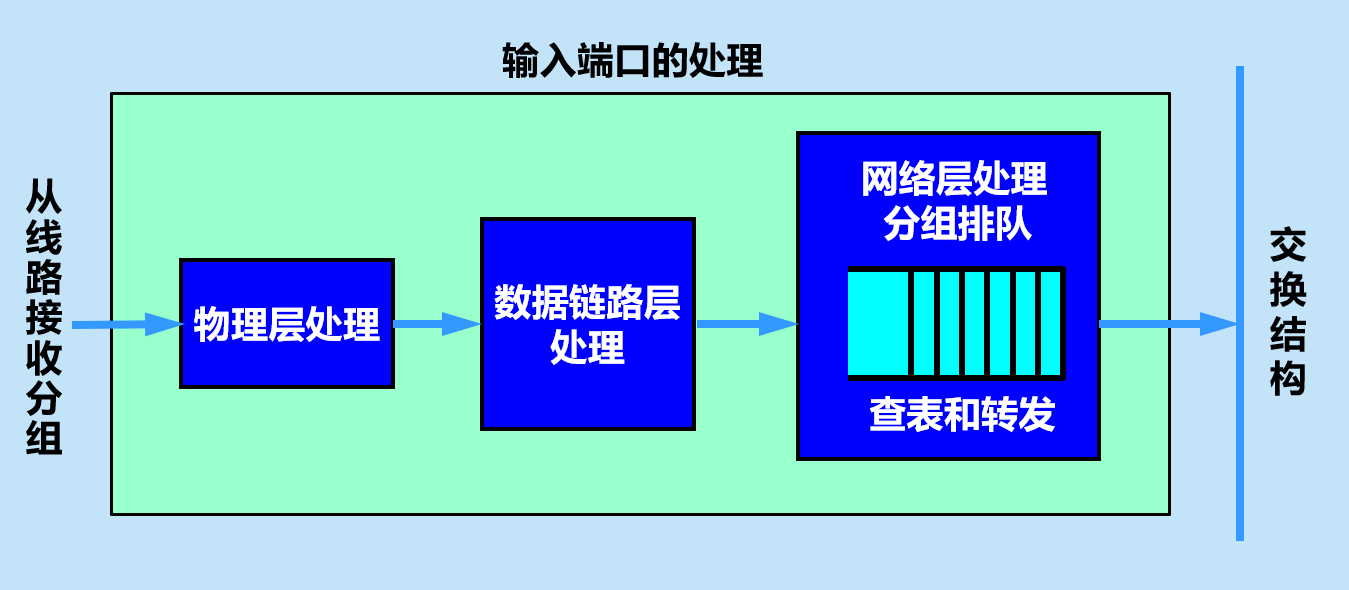 输入端口的处理
从线路接收分组
物理层处理
数据链路层
处理
网络层处理
分组排队
查表和转发
交换结构